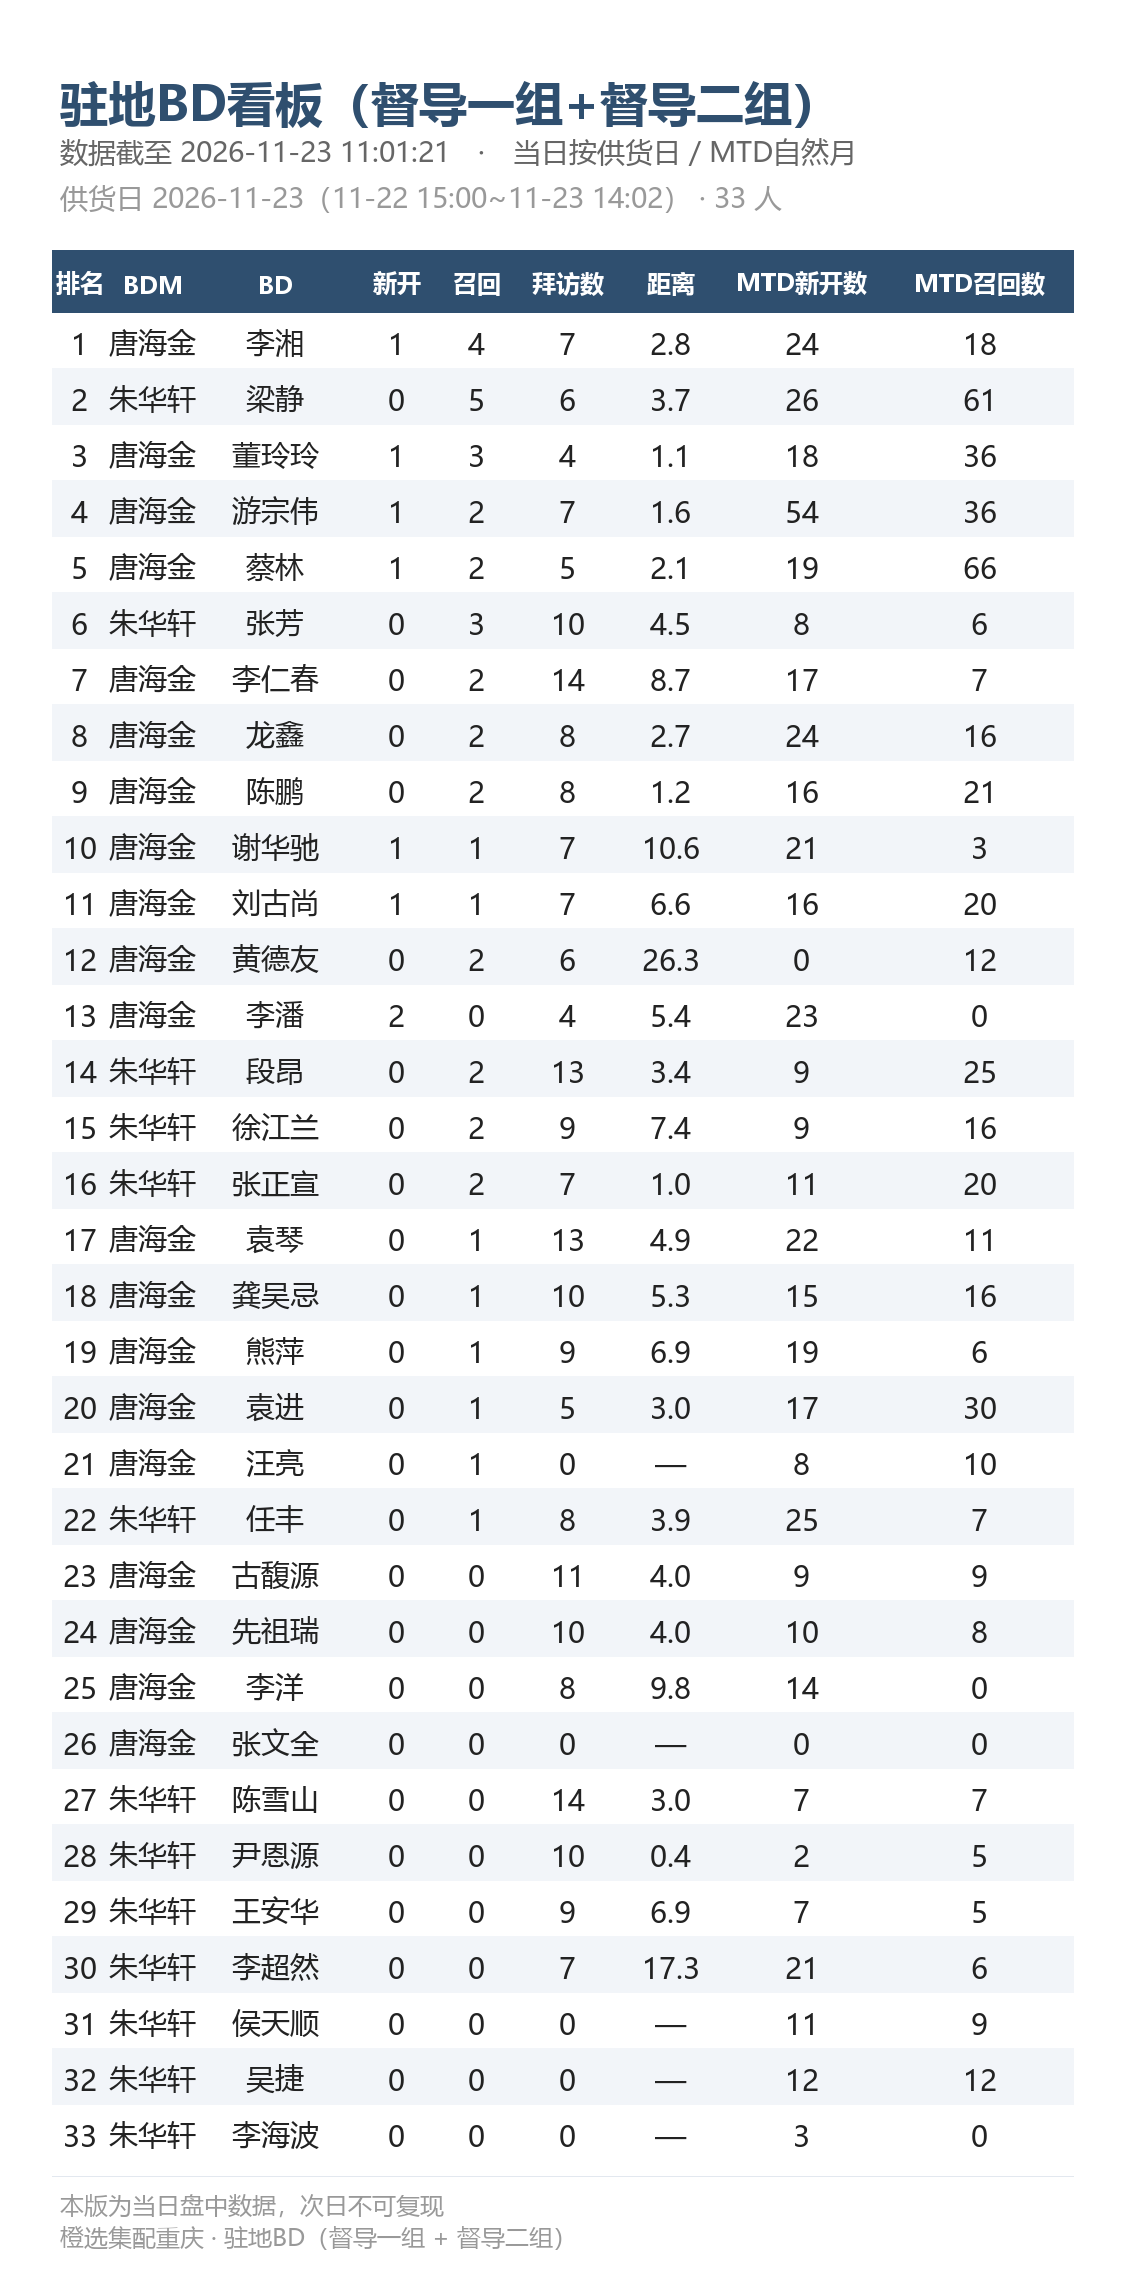 驻地BD看板（督导一组+督导二组）
数据截至 2026-11-23 11:01:21 · 当日按供货日 / MTD自然月
供货日 2026-11-23（11-22 15:00~11-23 14:02） · 33 人
排名 BDM BD 新开 召回 拜访数 距离 MTD新开数 MTD召回数
1 唐海金 李湘 1 4 7 2.8 24 18
2 朱华轩 梁静 0 5 6 3.7 26 61
3 唐海金 董玲玲 1 3 4 1.1 18 36
4 唐海金 游宗伟 1 2 7 1.6 54 36
5 唐海金 蔡林 1 2 5 2.1 19 66
6 朱华轩 张芳 0 3 10 4.5 8 6
7 唐海金 李仁春 0 2 14 8.7 17 7
8 唐海金 龙鑫 0 2 8 2.7 24 16
9 唐海金 陈鹏 0 2 8 1.2 16 21
10 唐海金 谢华驰 1 1 7 10.6 21 3
11 唐海金 刘古尚 1 1 7 6.6 16 20
12 唐海金 黄德友 0 2 6 26.3 0 12
13 唐海金 李潘 2 0 4 5.4 23 0
14 朱华轩 段昂 0 2 13 3.4 9 25
15 朱华轩 徐江兰 0 2 9 7.4 9 16
16 朱华轩 张正宣 0 2 7 1.0 11 20
17 唐海金 袁琴 0 1 13 4.9 22 11
18 唐海金 龚吴忌 0 1 10 5.3 15 16
19 唐海金 熊萍 0 1 9 6.9 19 6
20 唐海金 袁进 0 1 5 3.0 17 30
21 唐海金 汪亮 0 1 0 — 8 10
22 朱华轩 任丰 0 1 8 3.9 25 7
23 唐海金 古馥源 0 0 11 4.0 9 9
24 唐海金 先祖瑞 0 0 10 4.0 10 8
25 唐海金 李洋 0 0 8 9.8 14 0
26 唐海金 张文全 0 0 0 — 0 0
27 朱华轩 陈雪山 0 0 14 3.0 7 7
28 朱华轩 尹恩源 0 0 10 0.4 2 5
29 朱华轩 王安华 0 0 9 6.9 7 5
30 朱华轩 李超然 0 0 7 17.3 21 6
31 朱华轩 侯天顺 0 0 0 — 11 9
32 朱华轩 吴捷 0 0 0 — 12 12
33 朱华轩 李海波 0 0 0 — 3 0
本版为当日盘中数据，次日不可复现
橙选集配重庆 · 驻地BD（督导一组 + 督导二组）